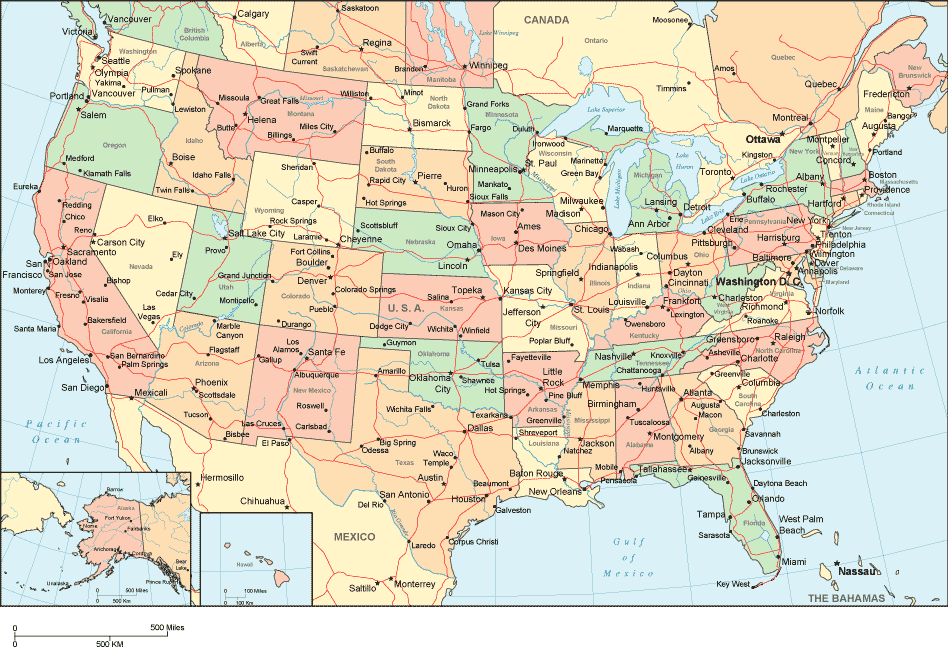 Vancouver
Victoria
British
Columbia
Calgary
Alberta
Saskatoon
Swift
Current
Regina
Saskatchewan
Brandon
Manitoba
Winnipeg
Lake Winnipeg
CANADA
Ontario
Moosonee
Timmins
Amos
Quebec
Quebec
New
Brunswick
Fredericton
Montreal
Ottawa
Kingston
Toronto
Washington
Seattle
Olympia
Yakima
Vancouver
Spokane
Pullman
Portland
Salem
Oregon
Medford
Klamath Falls
Lewiston
Idaho
Boise
Idaho Falls
Twin Falls
Missoula
Great Falls
Missouri
Helena
Montana
Butte
Billings
Miles City
Williston
Minot
North
Dakota
Bismarck
Grand Forks
Fargo
Minnesota
Duluth
Minneapolis
St. Paul
Mankato
Buffalo
South
Dakota
Rapid City
Pierre
Huron
Hot Springs
Sioux Falls
Lake Superior
Marquette
Ironwood
Wisconsin
Marinette
Green Bay
Mississippi
Milwaukee
Madison
Lake Michigan
Michigan
Lake
Huron
Lansing
Ann Arbor
Detroit
Lake Erie
Lake Ontario
Maine
Bangor
Augusta
Portland
Montpelier
Concord
New York
Albany
Rochester
Buffalo
Boston
Massachusetts
Providence
Rhode Island
Connecticut
Hartford
New York
New Jersey
Trenton
Philadelphia
Wilmington
Dover
Delaware
Annapolis
Maryland
Baltimore
Harrisburg
Pennsylvania
Erie
Cleveland
Pittsburgh
Eureka
Redding
Chico
Reno
Carson City
Sacramento
San
Francisco
Oakland
San Jose
Monterey
Fresno
Visalia
Bishop
Bakersfield
California
Santa Maria
Los Angeles
San Bernardino
Palm Springs
San Diego
Mexicali
Elko
Ely
Nevada
Las
Vegas
Salt Lake City
Provo
Utah
Cedar City
Monticello
Colorado
Sheridan
Wyoming
Casper
Rock Springs
Laramie
Cheyenne
Fort Collins
Boulder
Denver
Grand Junction
Colorado
Colorado Springs
Pueblo
Durango
Scottsbluff
Nebraska
Sioux City
Omaha
Lincoln
Mason City
Iowa
Ames
Des Moines
Chicago
Illinois
Springfield
Wabash
Indianapolis
Indiana
Columbus
Ohio
Dayton
Cincinnati
Ohio
West
Virginia
Charleston
Washington D.C.
Virginia
Richmond
Roanoke
Norfolk
U. S. A.
Kansas
Salina
Topeka
Dodge City
Wichita
Winfield
Kansas City
Jefferson
City
Missouri
St. Louis
Poplar Bluff
Louisville
Frankfort
Lexington
Owensboro
Kentucky
Nashville
Knoxville
Tennessee
Chattanooga
Memphis
Greensboro
Raleigh
Asheville
Charlotte
North Carolina
Greenville
Columbia
South
Carolina
Charleston
Marble
Canyon
Flagstaff
Arizona
Phoenix
Scottsdale
Tucson
Bisbee
Los
Alamos
Santa Fe
Gallup
Albuquerque
New Mexico
Roswell
Las Cruces
Carlsbad
El Paso
Guymon
Oklahoma
Tulsa
Oklahoma
City
Shawnee
Amarillo
Wichita Falls
Dallas
Big Spring
Odessa
Texas
Waco
Temple
Austin
San Antonio
Del Rio
Houston
Beaumont
Galveston
Corpus Christi
Laredo
Rio Grande
Fayetteville
Little
Rock
Hot Springs
Pine Bluff
Arkansas
Texarkana
Greenville
Shreveport
Louisiana
Natchez
Baton Rouge
New Orleans
Mississippi
Mississippi
Jackson
Huntsville
Birmingham
Tuscaloosa
Alabama
Montgomery
Mobile
Atlanta
Augusta
Macon
Georgia
Albany
Savannah
Brunswick
Jacksonville
Tallahassee
Pensacola
Gainesville
Daytona Beach
Orlando
Tampa
Sarasota
Florida
West Palm
Beach
Miami
Key West
Nassau
THE BAHAMAS
Atlantic
Ocean
Pacific
Ocean
Gulf
of
Mexico
MEXICO
Hermosillo
Chihuahua
Saltillo
Monterrey
Barrow
Alaska
Fort Yukon
Nome
Fairbanks
Anchorage
Cordova
Bear
Lake
Unalaska
Prince Rupert
0 500 Miles
0 500 Km
Hawaii
0 100 Miles
0 100 Km
0 500 Miles
0 500 KM